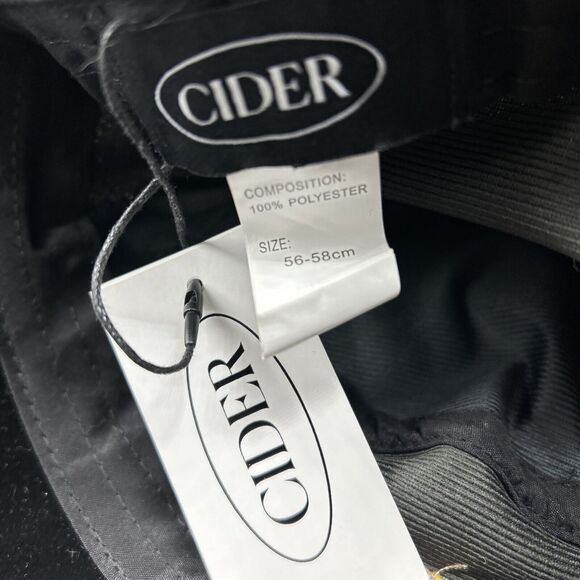 CIDER
COMPOSITION:
100% POLYESTER
SIZE:
56-58cm
CIDER